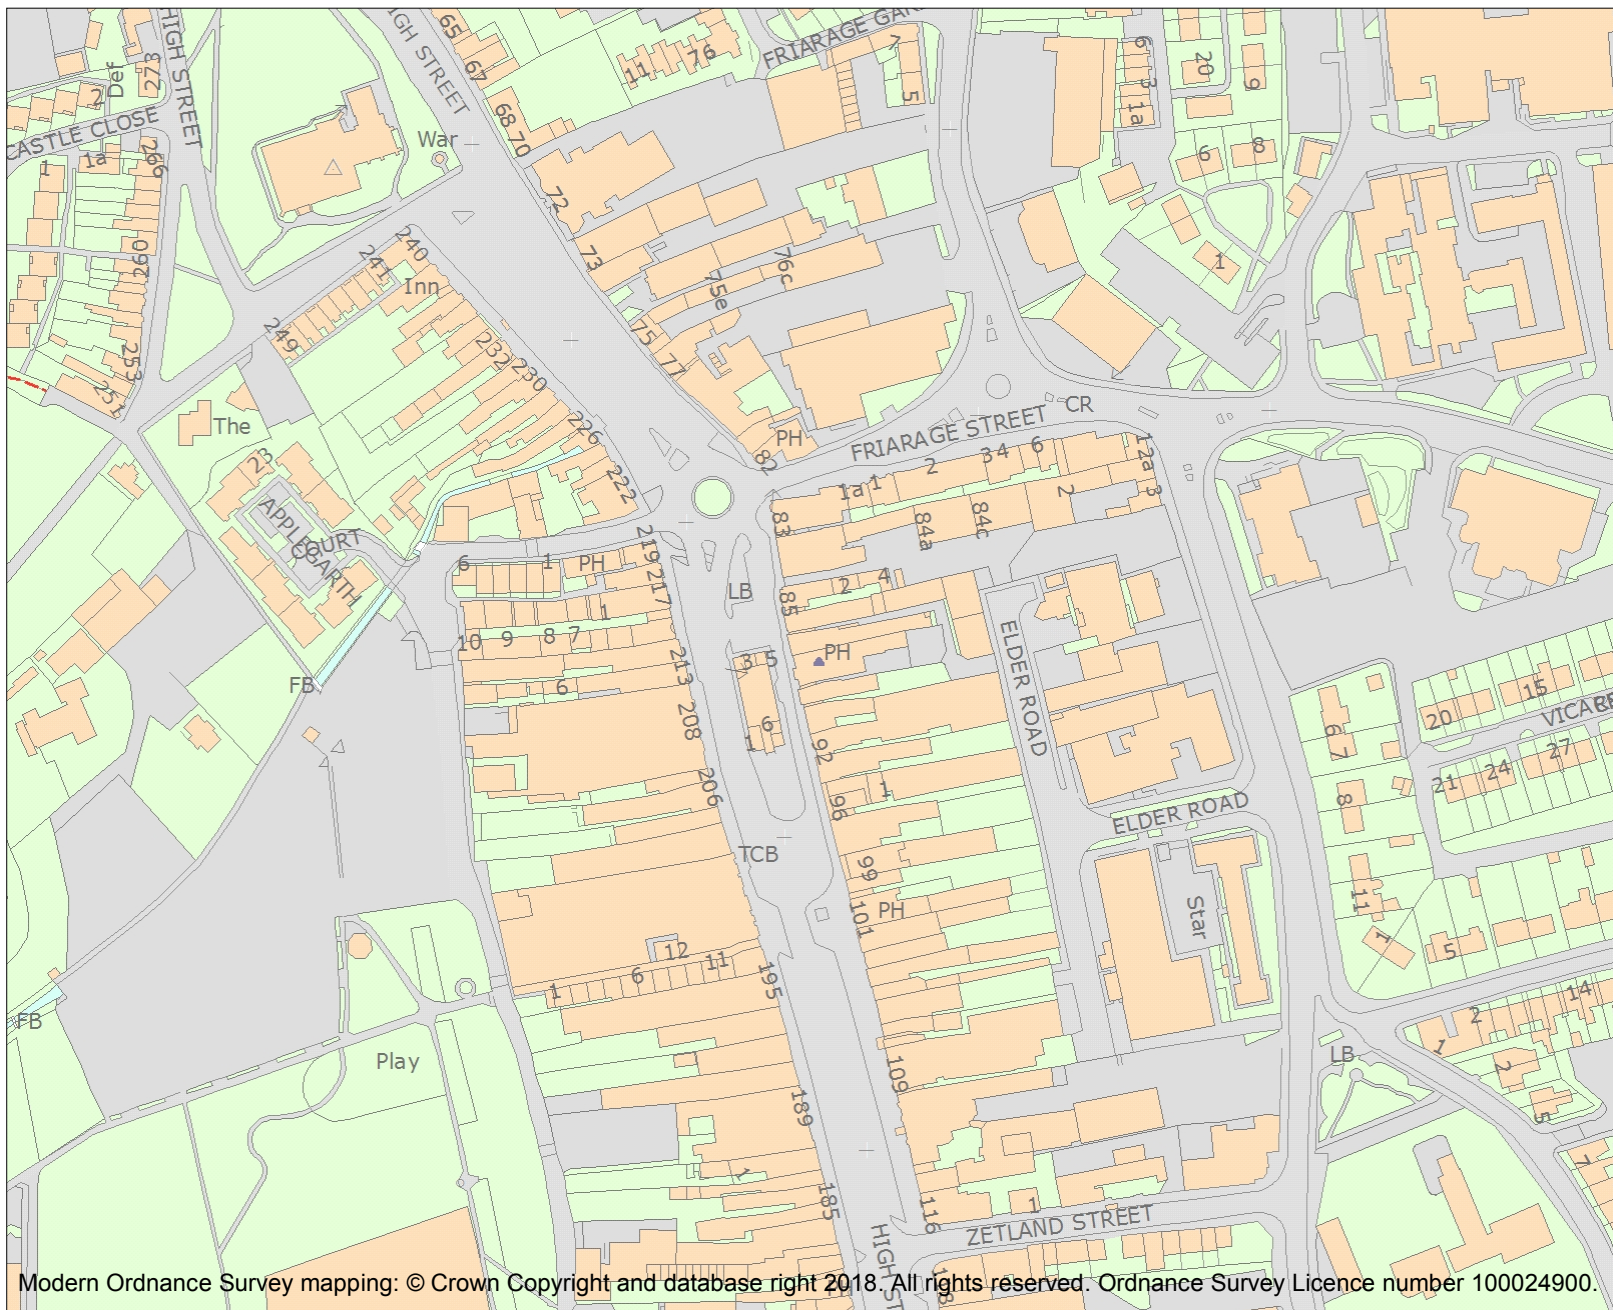 HIGH STREET
HIGH STREET
65
67
68
70
72
73
75
77
82
FRIARAGE GAR
7
5
11
76
6
3
1a
20
9
6
8
1
Def
273
2
CASTLE CLOSE
1
1a
266
260
253
251
War
240
241
Inn
249
232
230
226
222
75e
76c
The
23
APPLEGARTH
COURT
PH
FRIARAGE STREET
CR
1a
1
2
3
4
6
12a
3
2
83
84a
84c
85
2
4
LB
219
217
6
1
PH
1
10
9
8
7
213
6
208
206
3
5
6
1
PH
92
96
1
99
101
PH
TCB
ELDER ROAD
ELDER ROAD
Star
FB
FB
Play
12
11
6
1
195
189
1
185
109
116
1
ZETLAND STREET
HIGH ST
20
15
VICAR
21
24
27
6
7
8
11
1
5
LB
14
2
1
2
5
7
Modern Ordnance Survey mapping: © Crown Copyright and database right 2018. All rights reserved. Ordnance Survey Licence number 100024900.